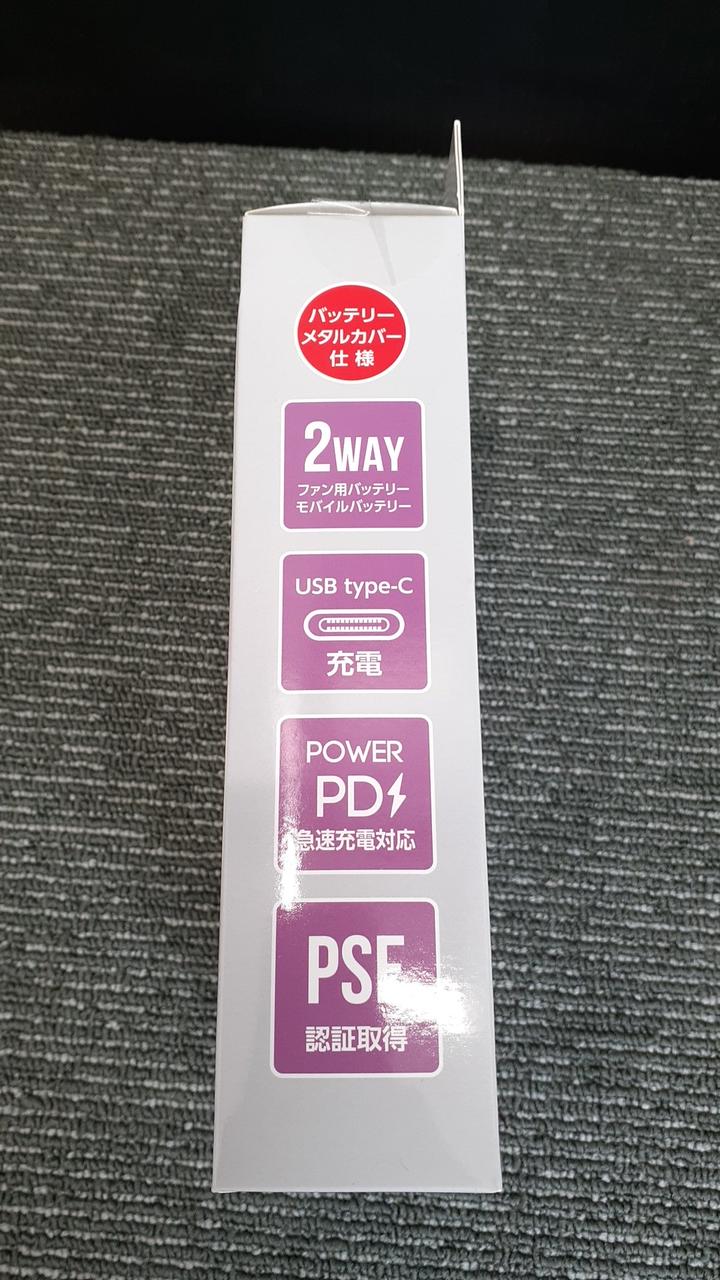 バッテリー
メタルカバー
仕様
2WAY
ファン用バッテリー
モバイルバッテリー
USB type-C
充電
POWER
PD
急速充電対応
PSE
認証取得